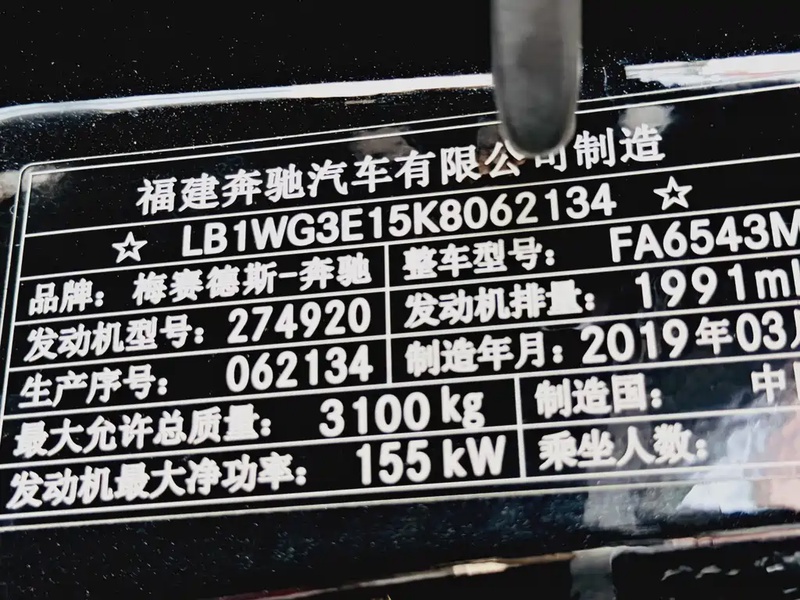 福建奔驰汽车有限公司制造
☆ LB1WG3E15K8062134 ☆
品牌：梅赛德斯-奔驰 整车型号：FA6543M
发动机型号：274920 发动机排量：1991ml
生产序号：062134 制造年月：2019年03月
最大允许总质量：3100kg 制造国：中
发动机最大净功率：155kW 乘坐人数：